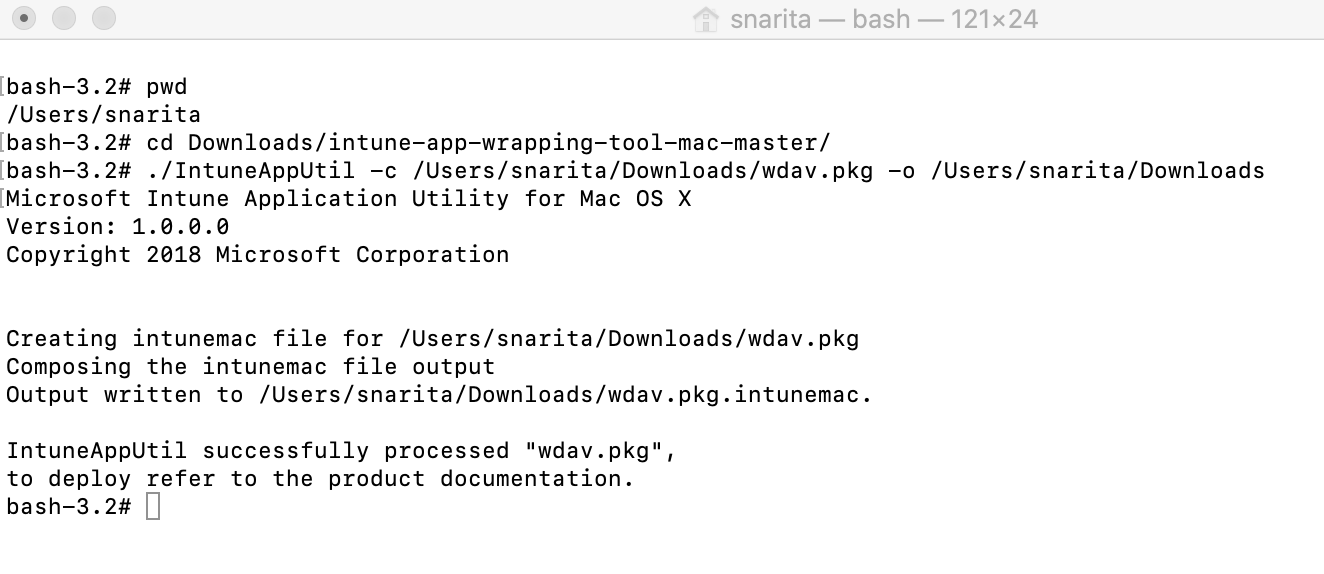 snarita — bash — 121×24
bash-3.2# pwd
/Users/snarita
bash-3.2# cd Downloads/intune-app-wrapping-tool-mac-master/
bash-3.2# ./IntuneAppUtil -c /Users/snarita/Downloads/wdav.pkg -o /Users/snarita/Downloads
Microsoft Intune Application Utility for Mac OS X
Version: 1.0.0.0
Copyright 2018 Microsoft Corporation
Creating intunemac file for /Users/snarita/Downloads/wdav.pkg
Composing the intunemac file output
Output written to /Users/snarita/Downloads/wdav.pkg.intunemac.
IntuneAppUtil successfully processed "wdav.pkg",
to deploy refer to the product documentation.
bash-3.2#